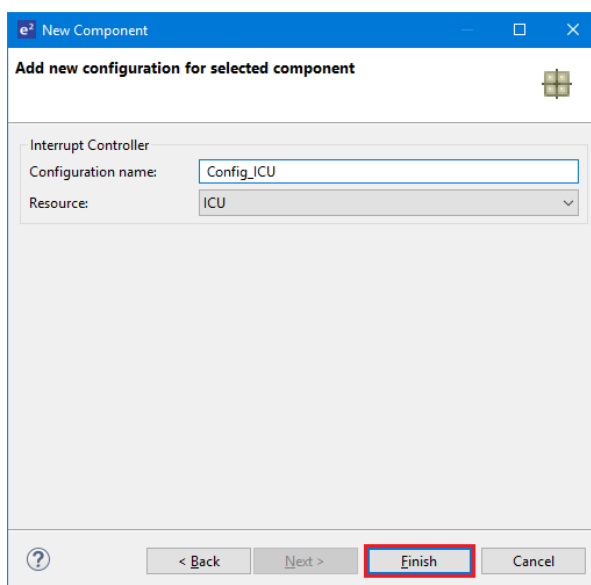 e² New Component
Add new configuration for selected component
Interrupt Controller
Configuration name: Config_ICU
Resource: ICU
? < Back Next > Finish Cancel